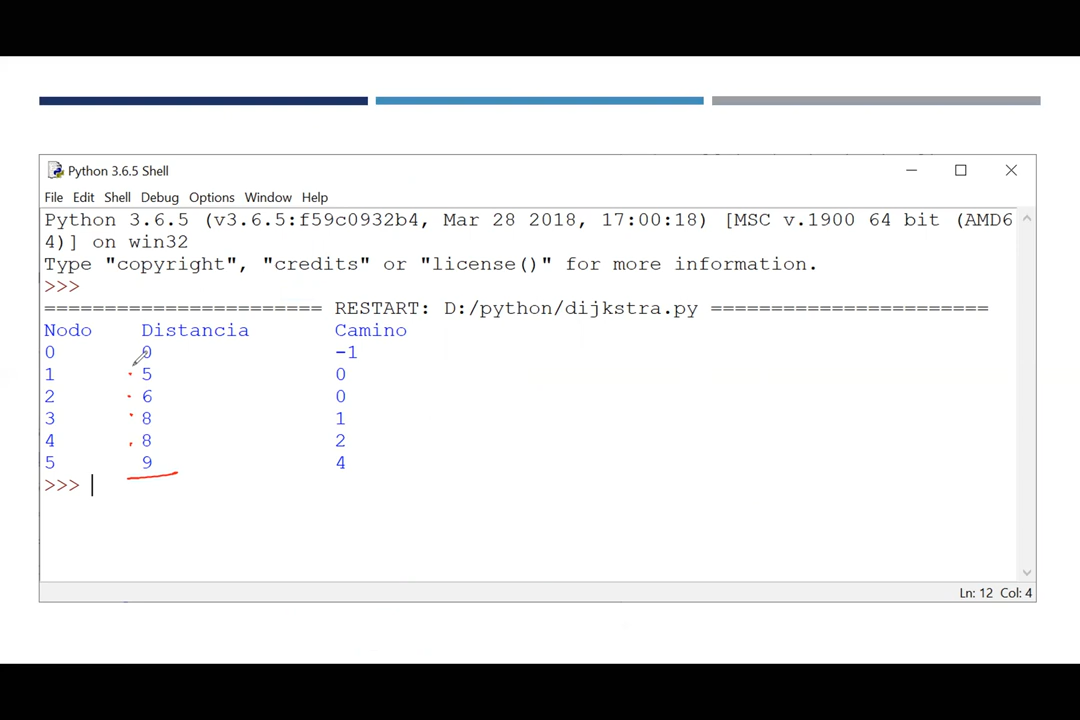 Python 3.6.5 Shell
File Edit Shell Debug Options Window Help
Python 3.6.5 (v3.6.5:f59c0932b4, Mar 28 2018, 17:00:18) [MSC v.1900 64 bit (AMD6
4)] on win32
Type "copyright", "credits" or "license()" for more information.
>>>
======================= RESTART: D:/python/dijkstra.py =======================
Nodo Distancia Camino
0 0 -1
1 5 0
2 6 0
3 8 1
4 8 2
5 9 4
>>>
Ln: 12 Col: 4